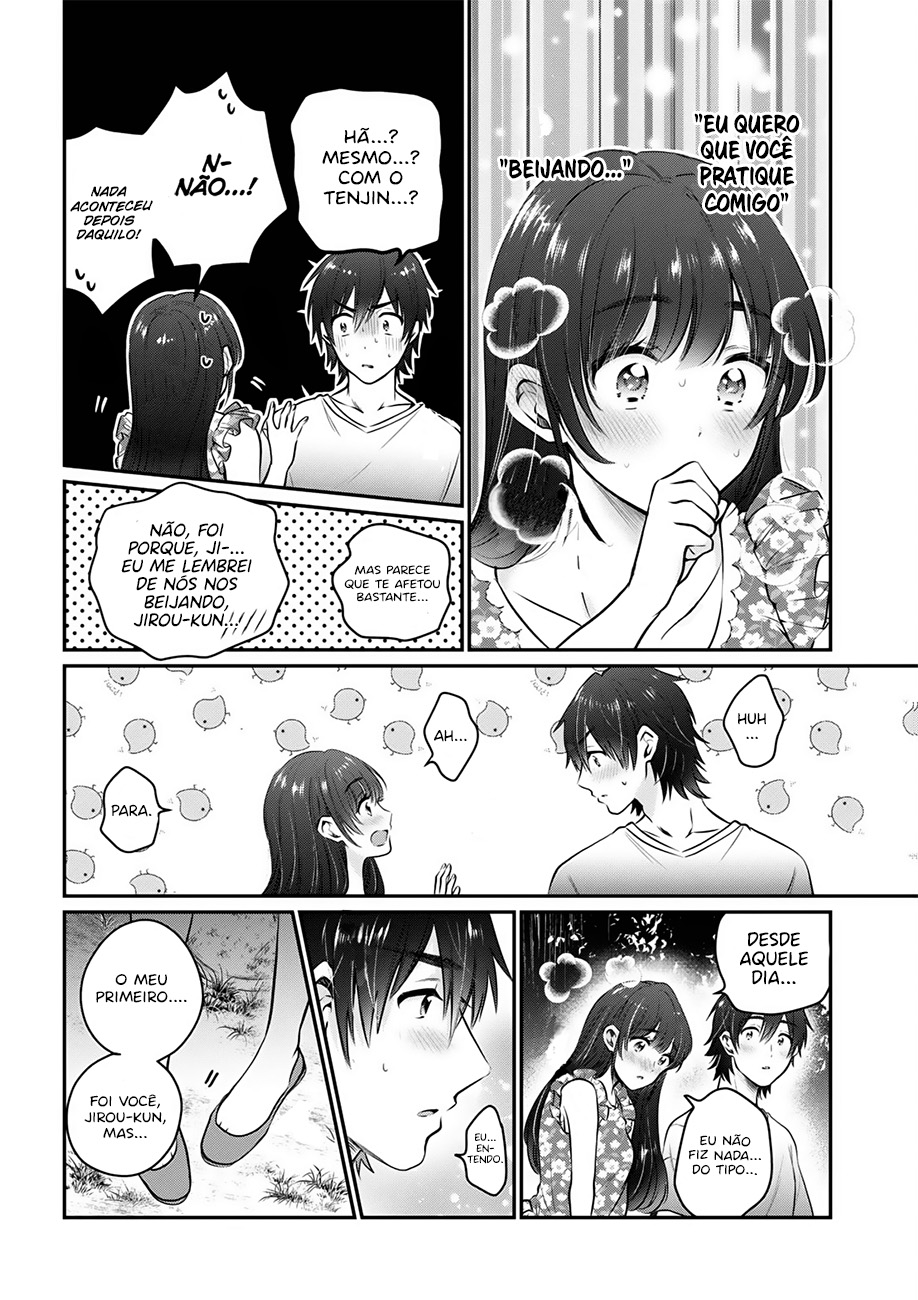 "EU QUERO
QUE VOCÊ
PRATIQUE
COMIGO"
"BEIJANDO..."
HÃ...?
MESMO...?
COM O
TENJIN...?
N-
NÃO...!
NADA
ACONTECEU
DEPOIS
DAQUILO!
MAS PARECE
QUE TE AFETOU
BASTANTE...
NÃO, FOI
PORQUE, JI-...
EU ME LEMBREI
DE NÓS NOS
BEIJANDO,
JIROU-KUN...
HUH
...
AH...
PARA.
DESDE
AQUELE
DIA...
EU NÃO
FIZ NADA...
DO TIPO...
EU...
EN-
TENDO.
O MEU
PRIMEIRO....
FOI VOCÊ,
JIROU-KUN,
MAS...